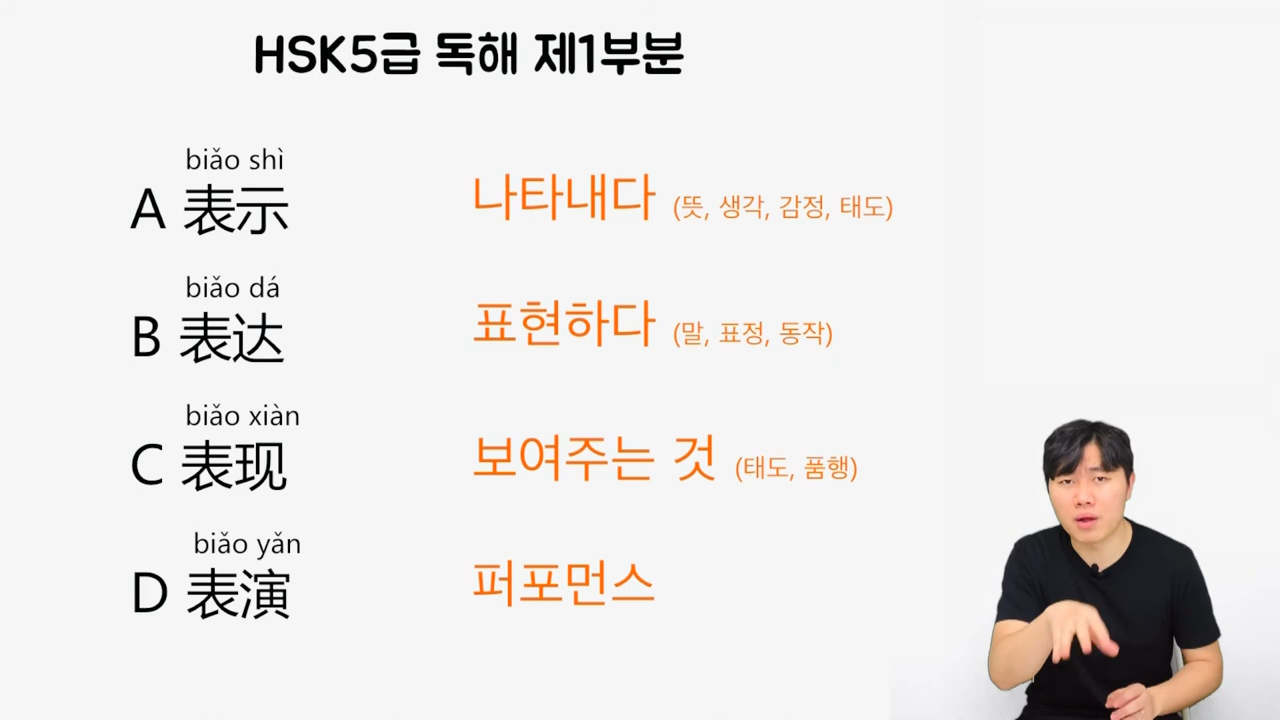 HSK5급 독해 제1부분
biǎo shì
A 表示 나타내다 (뜻, 생각, 감정, 태도)
biǎo dá
B 表达 표현하다 (말, 표정, 동작)
biǎo xiàn
C 表现 보여주는 것 (태도, 품행)
biǎo yǎn
D 表演 퍼포먼스